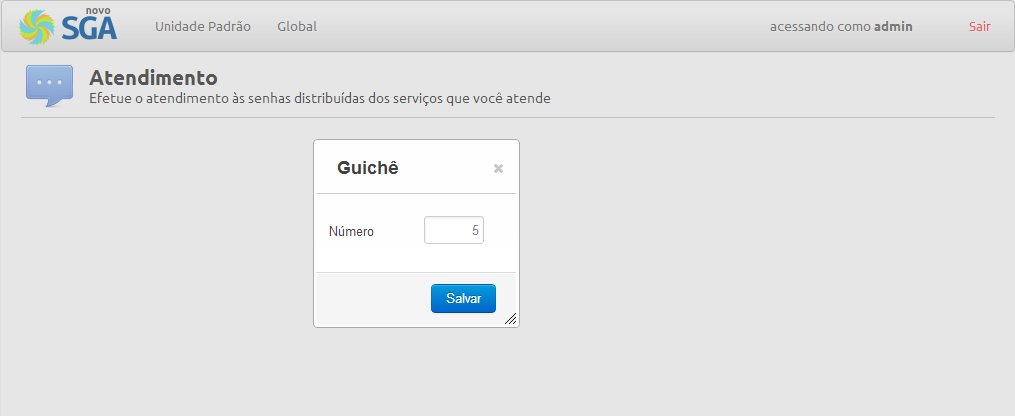 novo
SGA
Unidade Padrão Global acessando como admin Sair
Atendimento
Efetue o atendimento às senhas distribuídas dos serviços que você atende
Guichê ×
Número 5
Salvar